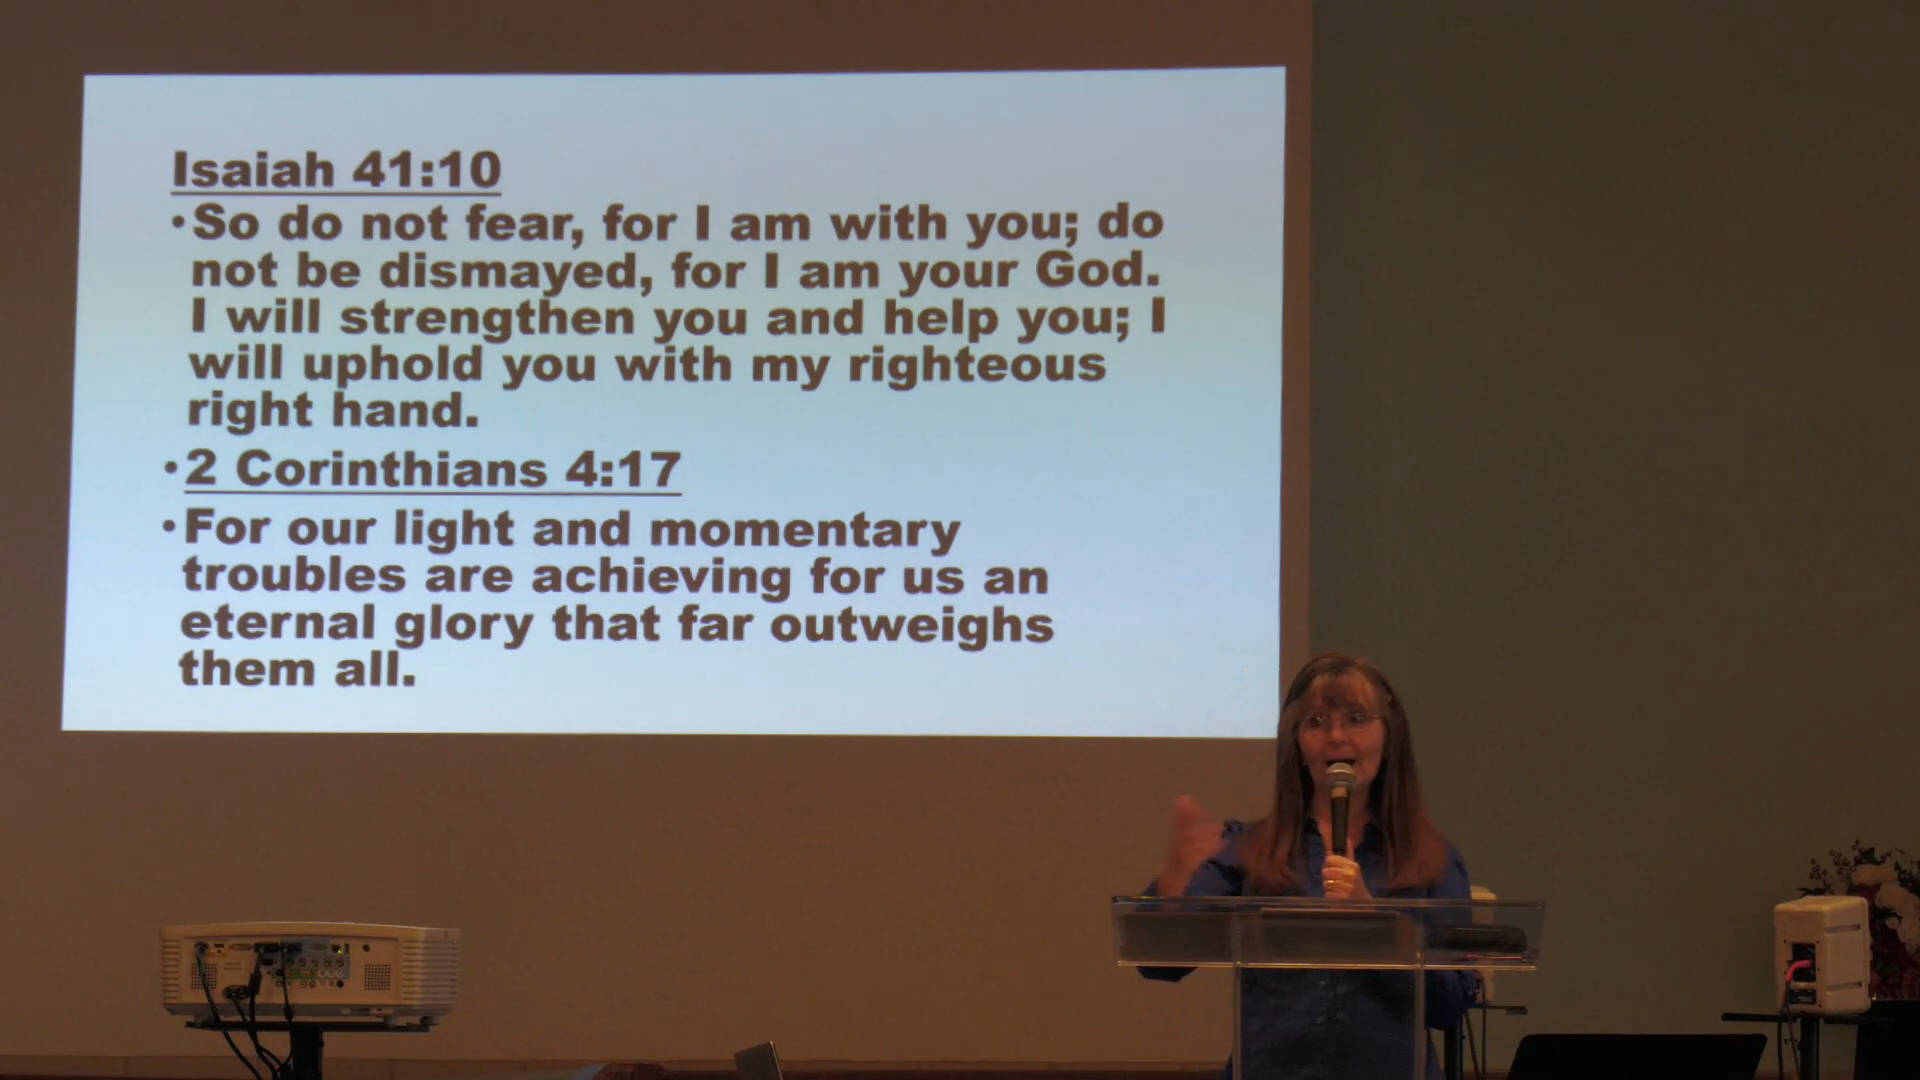 Isaiah 41:10
•So do not fear, for I am with you; do
not be dismayed, for I am your God.
I will strengthen you and help you; I
will uphold you with my righteous
right hand.
•2 Corinthians 4:17
•For our light and momentary
troubles are achieving for us an
eternal glory that far outweighs
them all.